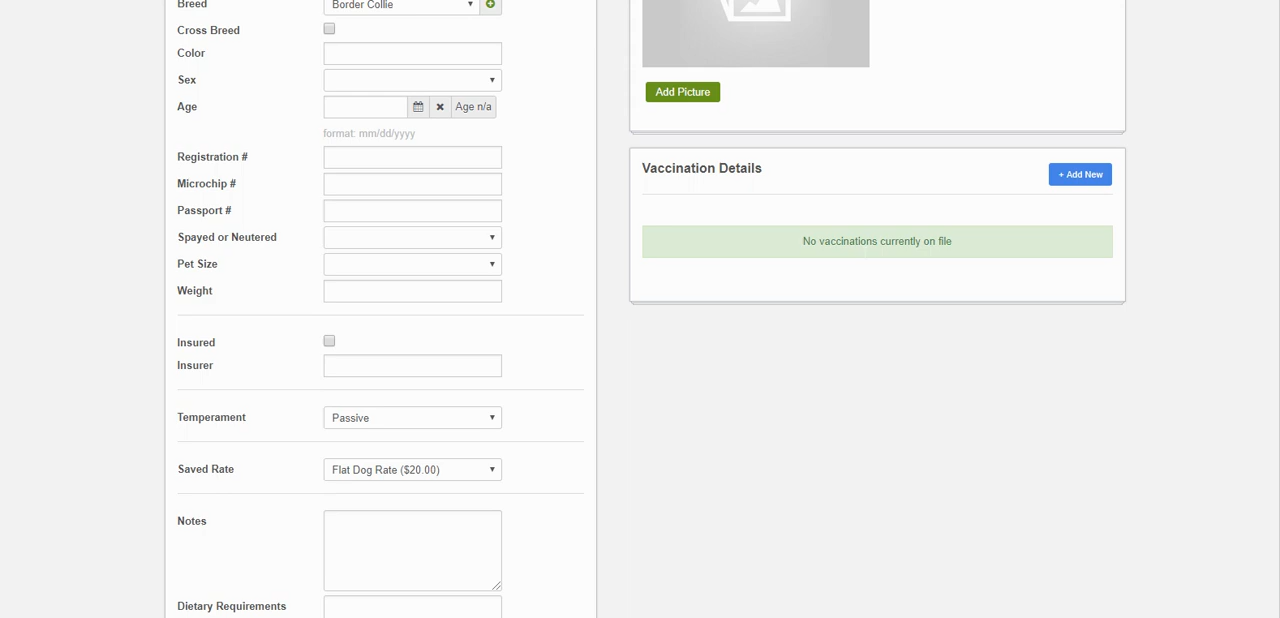 Breed Border Collie
Cross Breed
Color
Sex
Age Age n/a
format: mm/dd/yyyy
Registration #
Microchip #
Passport #
Spayed or Neutered
Pet Size
Weight
Insured
Insurer
Temperament Passive
Saved Rate Flat Dog Rate ($20.00)
Notes
Dietary Requirements
Add Picture
Vaccination Details + Add New
No vaccinations currently on file